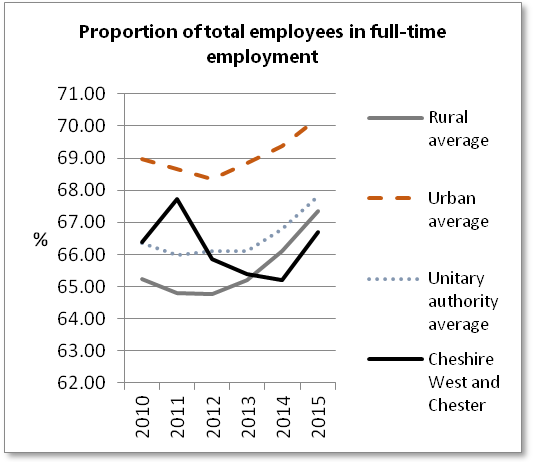 Proportion of total employees in full-time
employment
71.00
70.00
69.00
68.00
67.00
66.00
65.00
64.00
63.00
62.00
%
2010
2011
2012
2013
2014
2015
Rural
average
Urban
average
Unitary
authority
average
Cheshire
West and
Chester